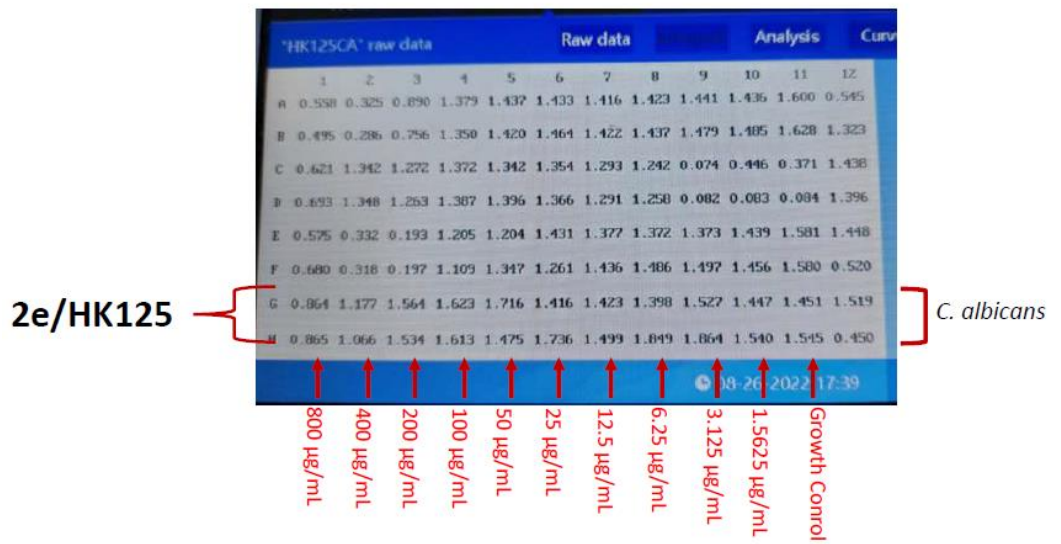 "HK125CA" raw data Raw data Analysis Curv
1 2 3 4 5 6 7 8 9 10 11 12
A 0.558 0.325 0.890 1.379 1.437 1.433 1.416 1.423 1.441 1.436 1.600 0.545
B 0.495 0.286 0.756 1.350 1.420 1.464 1.422 1.437 1.479 1.485 1.628 1.323
C 0.621 1.342 1.272 1.372 1.342 1.354 1.293 1.242 0.074 0.446 0.371 1.438
D 0.693 1.348 1.263 1.387 1.396 1.366 1.291 1.258 0.082 0.083 0.084 1.396
E 0.575 0.332 0.193 1.205 1.204 1.431 1.377 1.372 1.373 1.439 1.581 1.448
F 0.680 0.318 0.197 1.109 1.347 1.261 1.436 1.486 1.497 1.456 1.580 0.520
G 0.864 1.177 1.564 1.623 1.716 1.416 1.423 1.398 1.527 1.447 1.451 1.519
2e/HK125
C. albicans
H 0.865 1.066 1.534 1.613 1.475 1.736 1.499 1.849 1.864 1.540 1.545 0.450
08-26-2022 17:39
800 µg/mL
400 µg/mL
200 µg/mL
100 µg/mL
50 µg/mL
25 µg/mL
12.5 µg/mL
6.25 µg/mL
3.125 µg/mL
1.5625 µg/mL
Growth Conrol